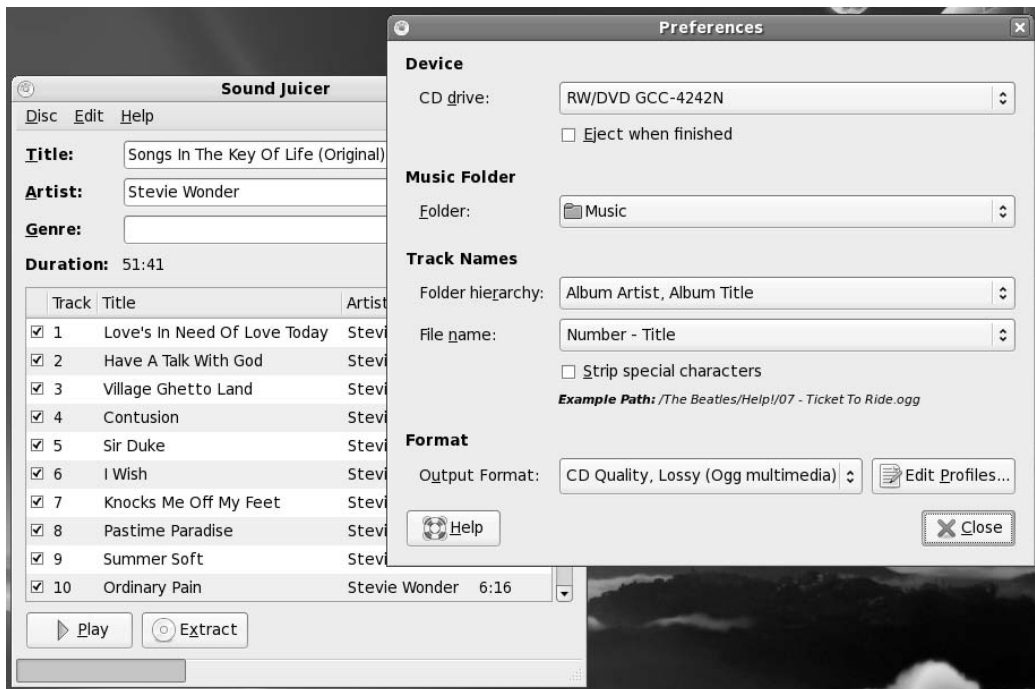 Preferences
Device
CD drive: RW/DVD GCC-4242N
Eject when finished
Music Folder
Folder: Music
Track Names
Folder hierarchy: Album Artist, Album Title
File name: Number - Title
Strip special characters
Example Path: /The Beatles/Help!/07 - Ticket To Ride.ogg
Format
Output Format: CD Quality, Lossy (Ogg multimedia) Edit Profiles...
Help Close
Sound Juicer
Disc Edit Help
Title: Songs In The Key Of Life (Original)
Artist: Stevie Wonder
Genre:
Duration: 51:41
Track Title Artist
1 Love's In Need Of Love Today Stevi
2 Have A Talk With God Stevi
3 Village Ghetto Land Stevi
4 Contusion Stevi
5 Sir Duke Stevi
6 I Wish Stevi
7 Knocks Me Off My Feet Stevi
8 Pastime Paradise Stevi
9 Summer Soft Stevi
10 Ordinary Pain Stevie Wonder 6:16
Play Extract